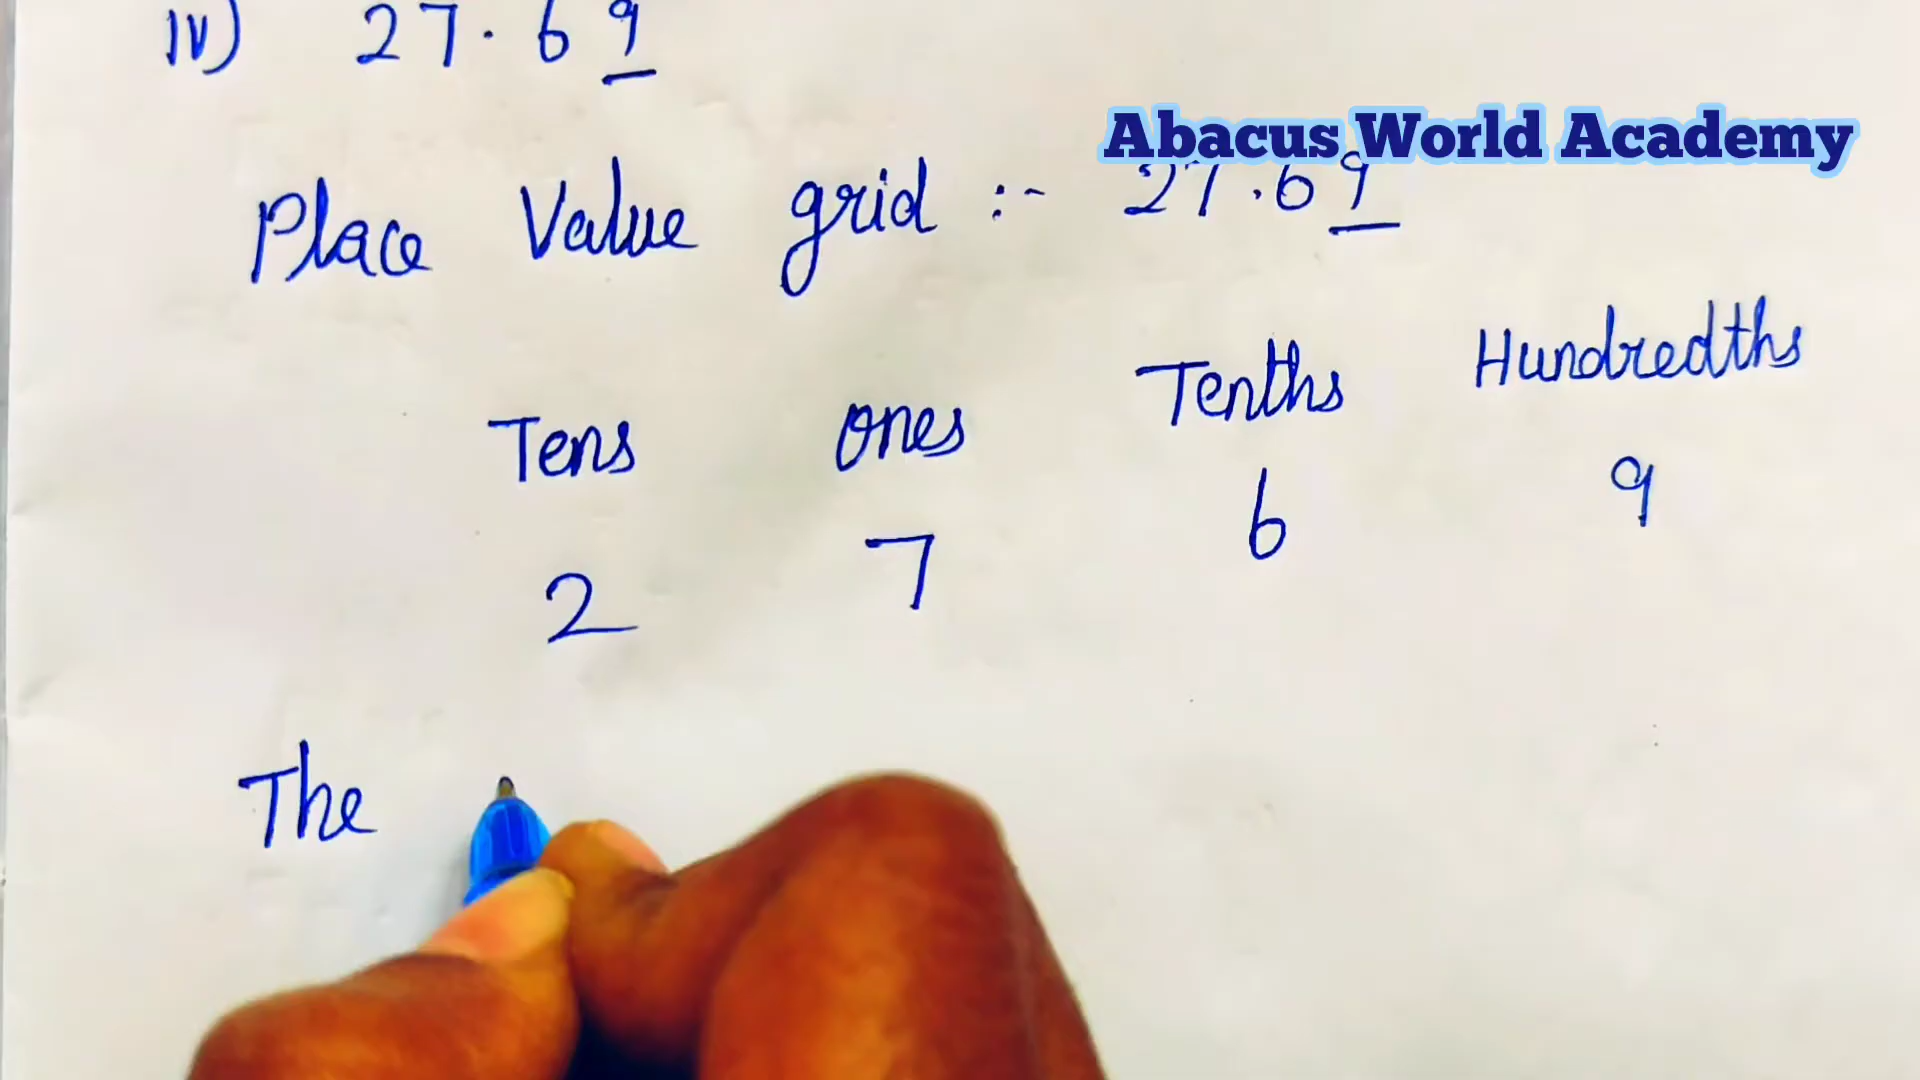 IV) 27.69
Abacus World Academy
Place Value grid :- 27.69
Tens Ones Tenths Hundredths
2 7 6 9
The